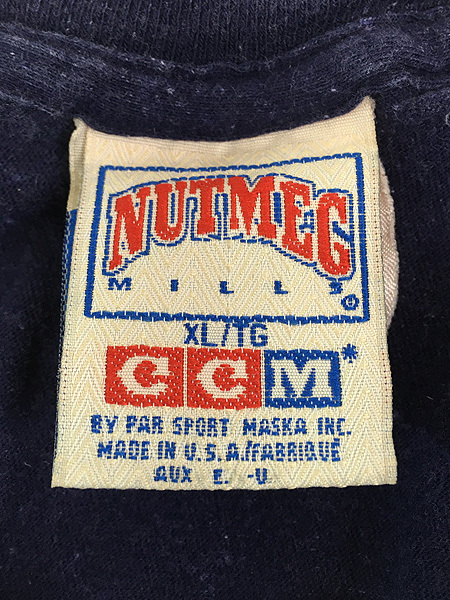 NUTMEG
MILLS®
XL/TG
CCM*
BY PAR SPORT MASKA INC.
MADE IN U.S.A./FABRIQUÉ
AUX E.-U